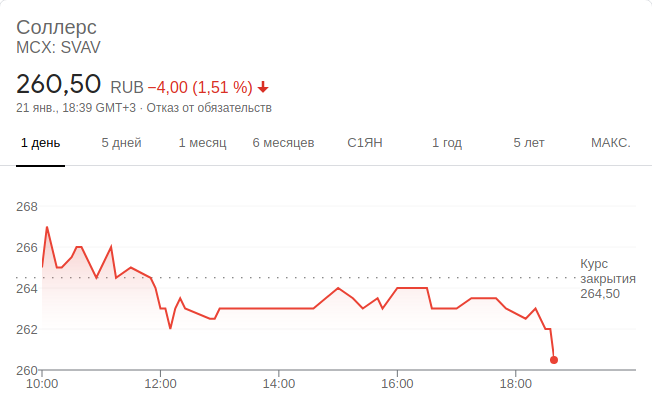 Соллерс
MCX: SVAV
260,50 RUB −4,00 (1,51 %)
21 янв., 18:39 GMT+3 · Отказ от обязательств
1 день 5 дней 1 месяц 6 месяцев С1ЯН 1 год 5 лет МАКС.
268
266
Курс
закрытия
264,50
264
262
260
10:00 12:00 14:00 16:00 18:00